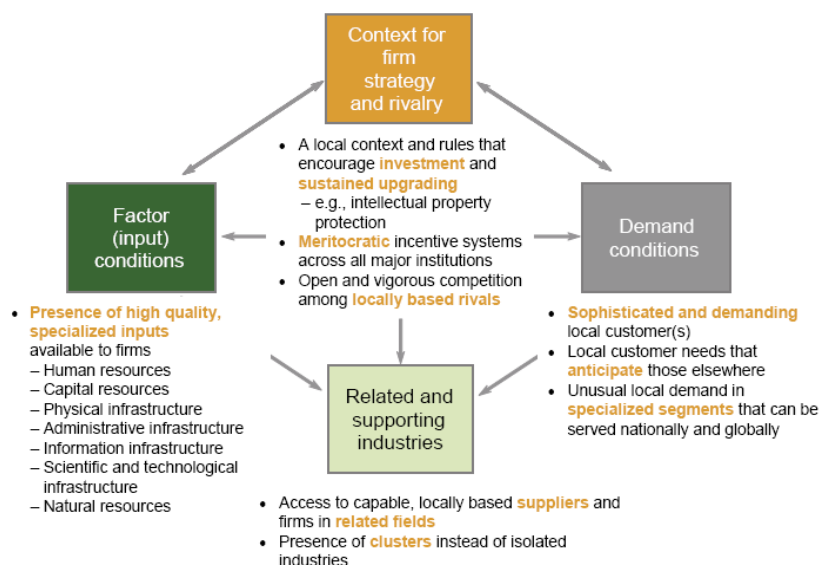 Context for
firm
strategy
and rivalry
• A local context and rules that
encourage investment and
sustained upgrading
– e.g., intellectual property
protection
• Meritocratic incentive systems
across all major institutions
• Open and vigorous competition
among locally based rivals
Factor
(input)
conditions
• Presence of high quality,
specialized inputs
available to firms
– Human resources
– Capital resources
– Physical infrastructure
– Administrative infrastructure
– Information infrastructure
– Scientific and technological
infrastructure
– Natural resources
Demand
conditions
• Sophisticated and demanding
local customer(s)
• Local customer needs that
anticipate those elsewhere
• Unusual local demand in
specialized segments that can be
served nationally and globally
Related and
supporting
industries
• Access to capable, locally based suppliers and
firms in related fields
• Presence of clusters instead of isolated
industries